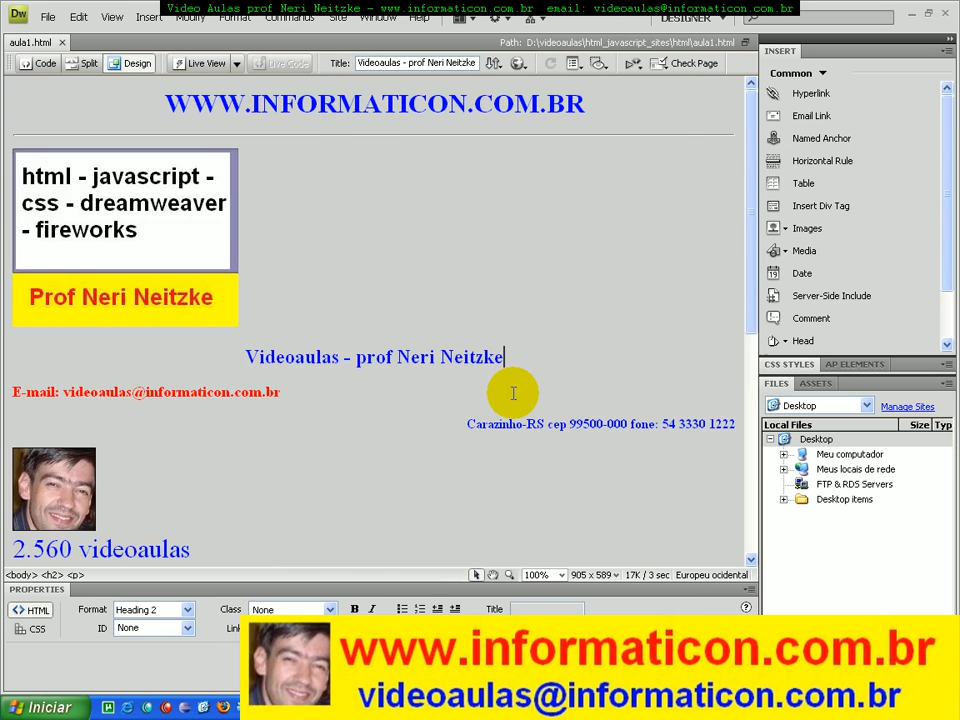 Video Aulas prof Neri Neitzke - www.informaticon.com.br email: videoaulas@informaticon.com.br
Dw File Edit View Insert Modify Format Commands Site Window Help DESIGNER
aula1.html Path: D:\videoaulas\html_javascript_sites\html\aula1.html
Code Split Design Live View Live Code Title: Videoaulas - prof Neri Neitzke Check Page
WWW.INFORMATICON.COM.BR
html - javascript -
css - dreamweaver
- fireworks
Prof Neri Neitzke
Videoaulas - prof Neri Neitzke
E-mail: videoaulas@informaticon.com.br
Carazinho-RS cep 99500-000 fone: 54 3330 1222
2.560 videoaulas
<body> <h2> <p> 100% 905 x 589 17K / 3 sec Europeu ocidental
PROPERTIES
HTML Format Heading 2 Class None B I Title
CSS ID None Link
INSERT
Common
Hyperlink
Email Link
Named Anchor
Horizontal Rule
Table
Insert Div Tag
Images
Media
Date
Server-Side Include
Comment
Head
CSS STYLES AP ELEMENTS
FILES ASSETS
Desktop Manage Sites
Local Files Size Typ
Desktop
Meu computador
Meus locais de rede
FTP & RDS Servers
Desktop items
www.informaticon.com.br
videoaulas@informaticon.com.br
Iniciar